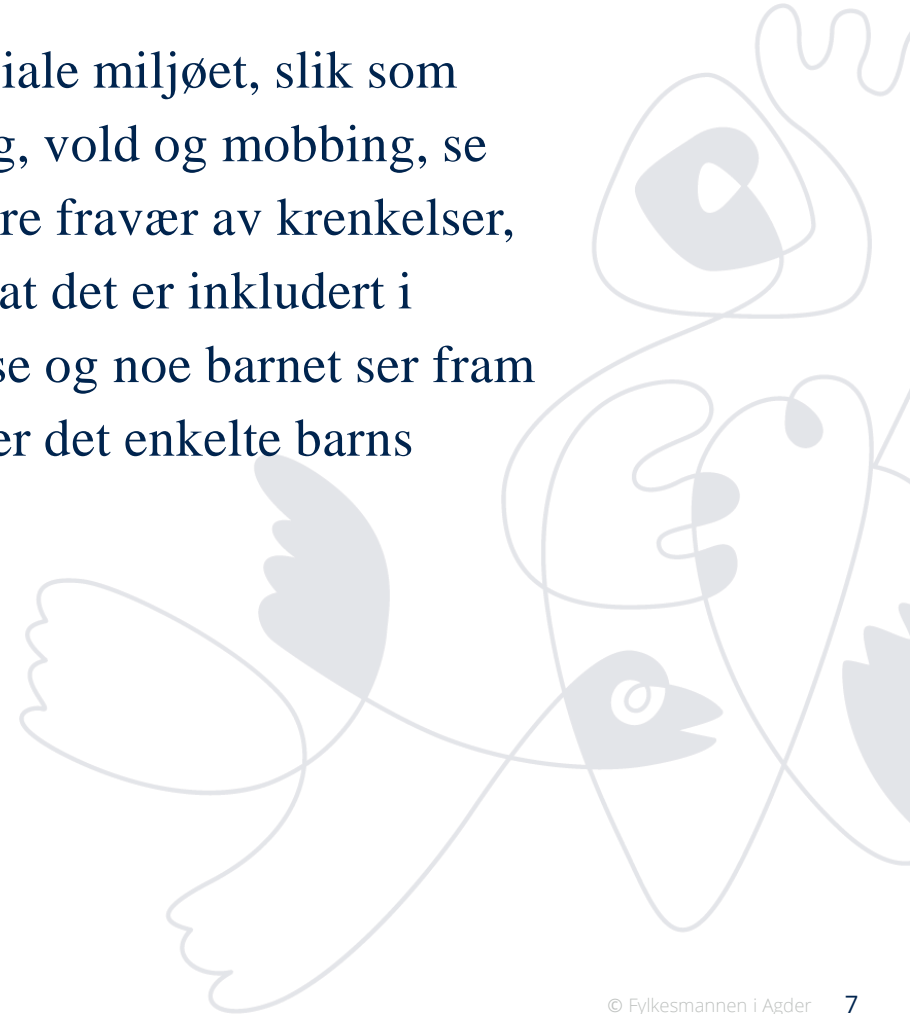 iale miljøet, slik som
g, vold og mobbing, se
re fravær av krenkelser,
at det er inkludert i
se og noe barnet ser fram
er det enkelte barns
© Fylkesmannen i Agder 7